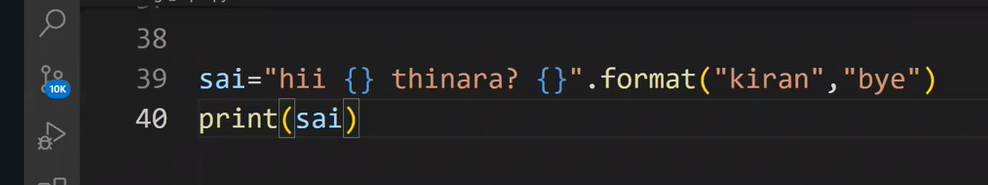 38
39 sai="hii {} thinara? {}".format("kiran","bye")
40 print(sai)
10K